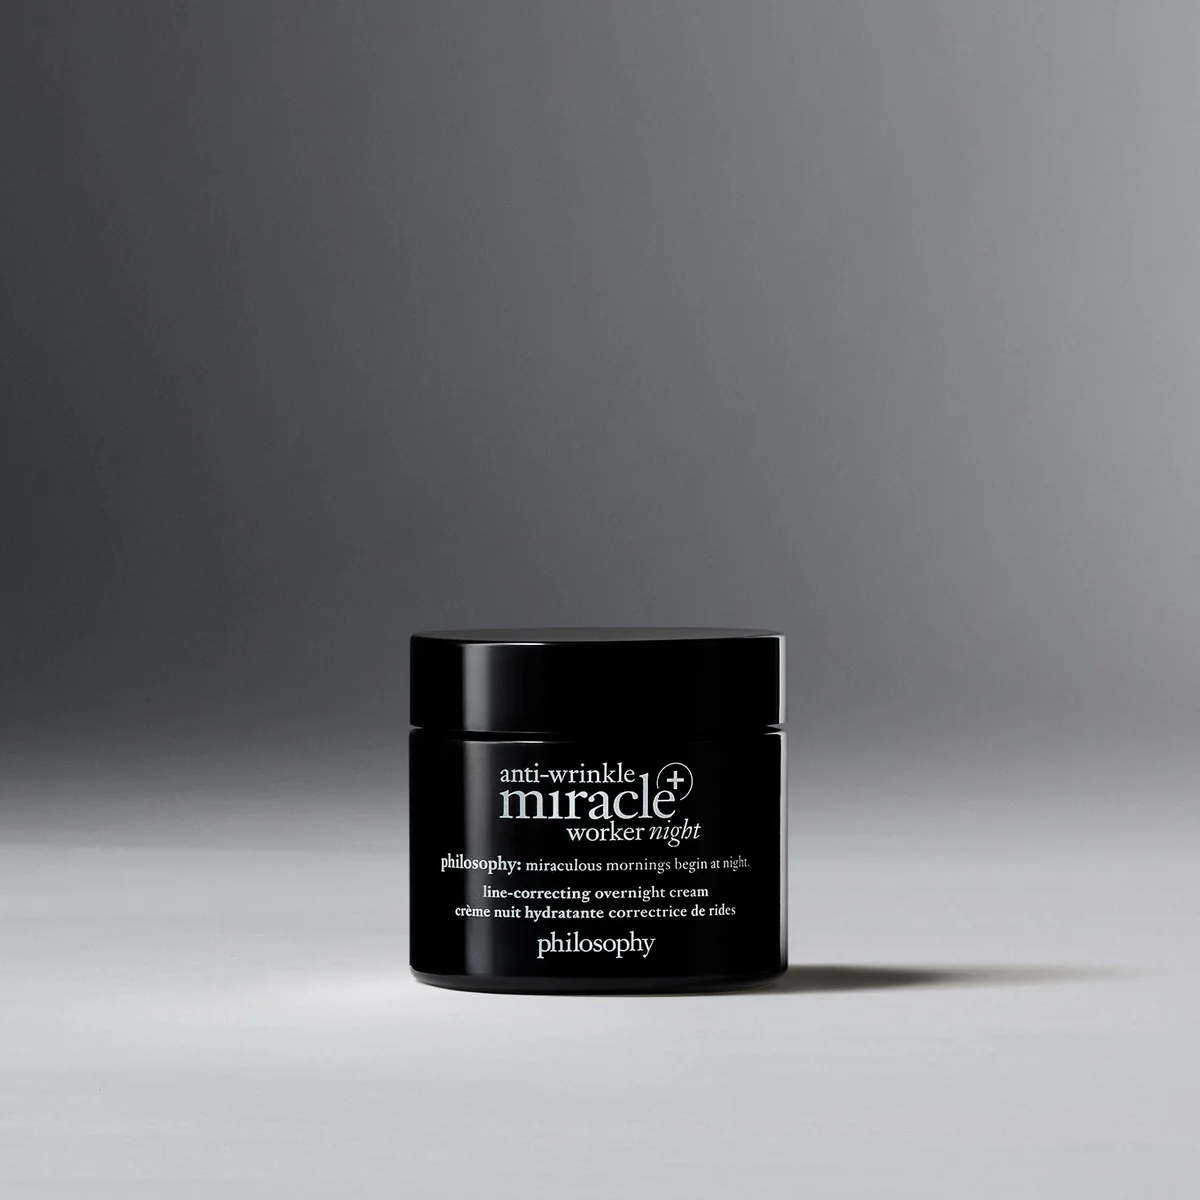 anti-wrinkle
miracle+
worker night
philosophy: miraculous mornings begin at night.
line-correcting overnight cream
crème nuit hydratante correctrice de rides
philosophy